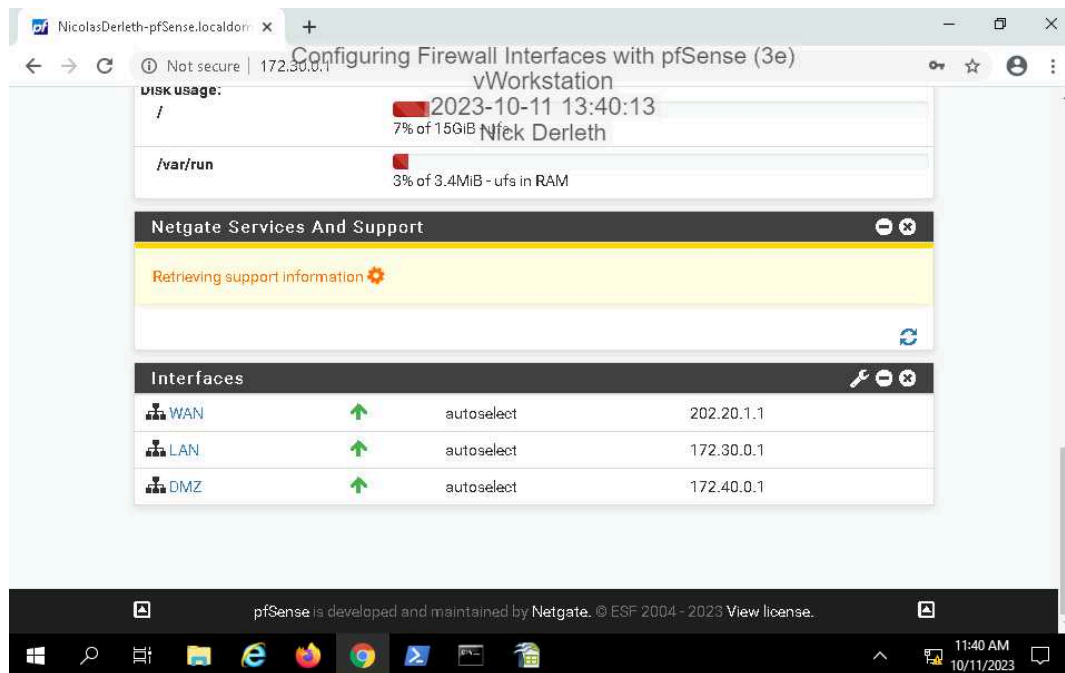 NicolasDerleth-pfSense.localdom
Not secure | 172.30.0.1
Configuring Firewall Interfaces with pfSense (3e)
vWorkstation
2023-10-11 13:40:13
Nick Derleth
Disk usage:
/
7% of 15GiB - ufs
/var/run
3% of 3.4MiB - ufs in RAM
Netgate Services And Support
Retrieving support information
Interfaces
WAN autoselect 202.20.1.1
LAN autoselect 172.30.0.1
DMZ autoselect 172.40.0.1
pfSense is developed and maintained by Netgate. © ESF 2004 - 2023 View license.
11:40 AM
10/11/2023